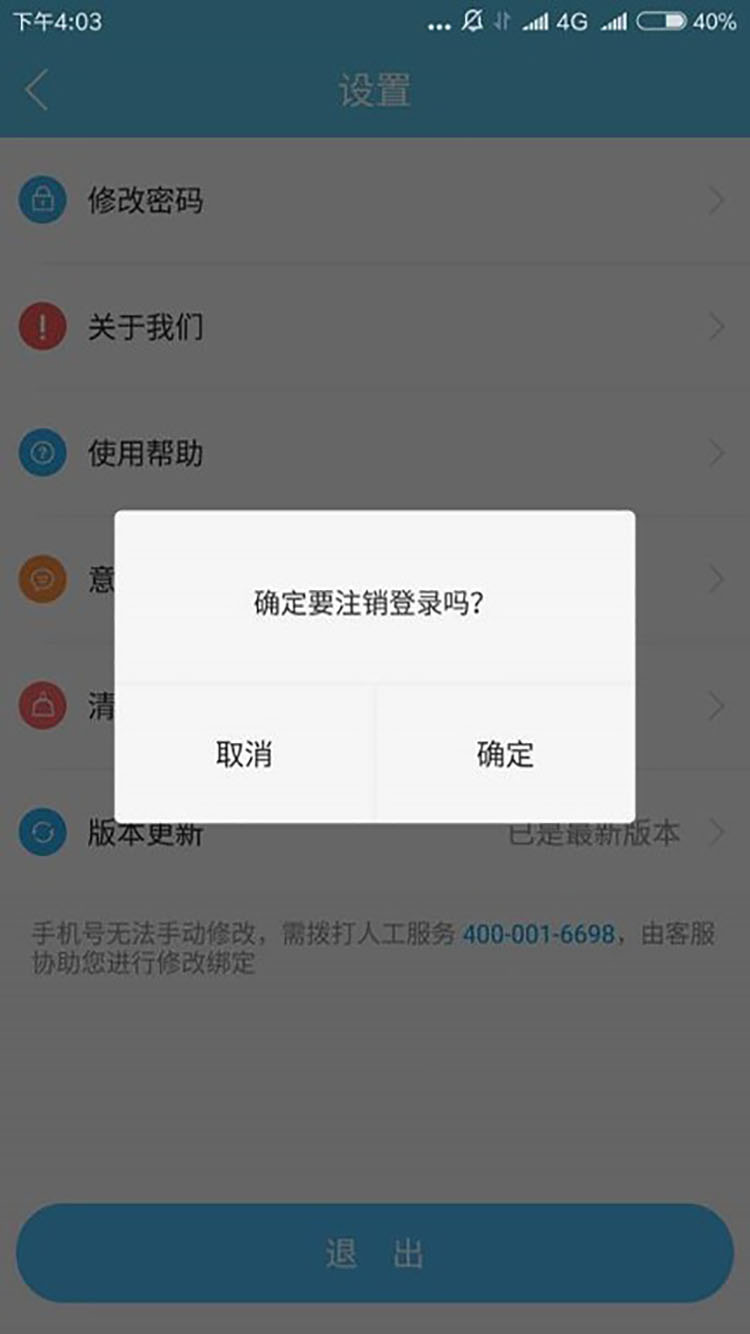 下午4:03
... 4G 40%
设置
修改密码
关于我们
使用帮助
意
确定要注销登录吗?
清
取消 确定
版本更新 已是最新版本
手机号无法手动修改，需拨打人工服务 400-001-6698，由客服
协助您进行修改绑定
退 出